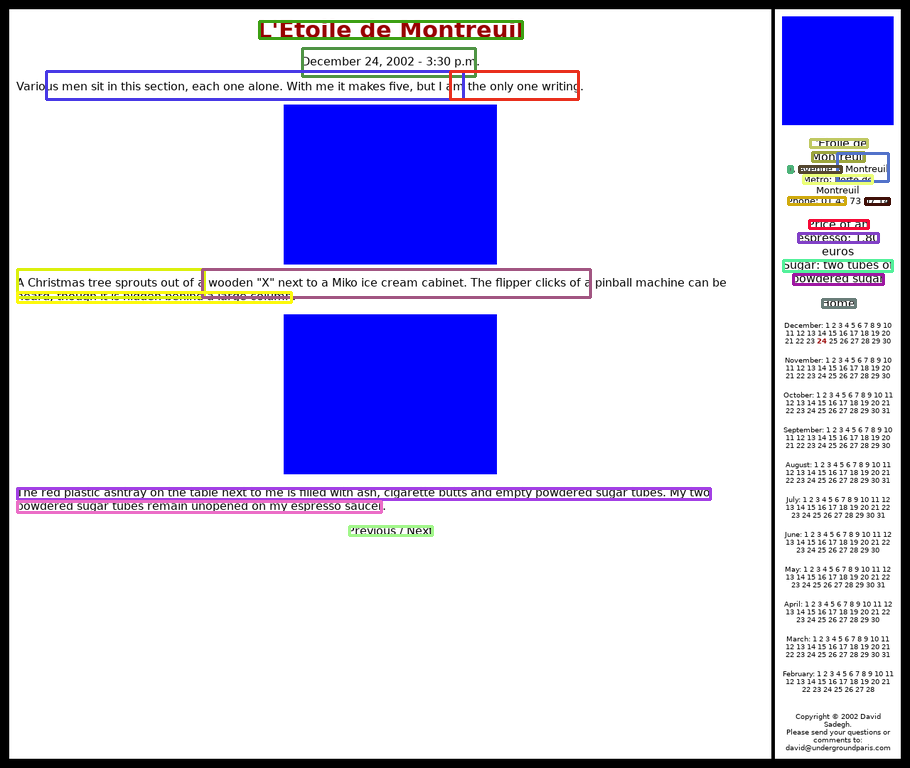 L'Etoile de Montreuil
December 24, 2002 - 3:30 p.m.
Various men sit in this section, each one alone. With me it makes five, but I am the only one writing.
A Christmas tree sprouts out of a wooden "X" next to a Miko ice cream cabinet. The flipper clicks of a pinball machine can be
heard, though is is hidden behind a large column.
The red plastic ashtray on the table next to me is filled with ash, cigarette butts and empty powdered sugar tubes. My two
powdered sugar tubes remain unopened on my espresso saucer.
Previous / Next
L'Etoile de
Montreuil
Montreuil
Metro: Porte de
Montreuil
Phone: 01 43 73
Price of an
espresso: 1.80
euros
Sugar: two tubes of
powdered sugar
Home
December: 1 2 3 4 5 6 7 8 9 10
11 12 13 14 15 16 17 18 19 20
21 22 23 24 25 26 27 28 29 30
November: 1 2 3 4 5 6 7 8 9 10
11 12 13 14 15 16 17 18 19 20
21 22 23 24 25 26 27 28 29 30
October: 1 2 3 4 5 6 7 8 9 10 11
12 13 14 15 16 17 18 19 20 21
22 23 24 25 26 27 28 29 30 31
September: 1 2 3 4 5 6 7 8 9 10
11 12 13 14 15 16 17 18 19 20
21 22 23 24 25 26 27 28 29 30
August: 1 2 3 4 5 6 7 8 9 10 11
12 13 14 15 16 17 18 19 20 21
22 23 24 25 26 27 28 29 30 31
July: 1 2 3 4 5 6 7 8 9 10 11 12
13 14 15 16 17 18 19 20 21 22
23 24 25 26 27 28 29 30 31
June: 1 2 3 4 5 6 7 8 9 10 11 12
13 14 15 16 17 18 19 20 21 22
23 24 25 26 27 28 29 30
May: 1 2 3 4 5 6 7 8 9 10 11 12
13 14 15 16 17 18 19 20 21 22
23 24 25 26 27 28 29 30 31
April: 1 2 3 4 5 6 7 8 9 10 11 12
13 14 15 16 17 18 19 20 21 22
23 24 25 26 27 28 29 30
March: 1 2 3 4 5 6 7 8 9 10 11
12 13 14 15 16 17 18 19 20 21
22 23 24 25 26 27 28 29 30 31
February: 1 2 3 4 5 6 7 8 9 10 11
12 13 14 15 16 17 18 19 20 21
22 23 24 25 26 27 28
Copyright © 2002 David
Sadegh.
Please send your questions or
comments to:
david@undergroundparis.com